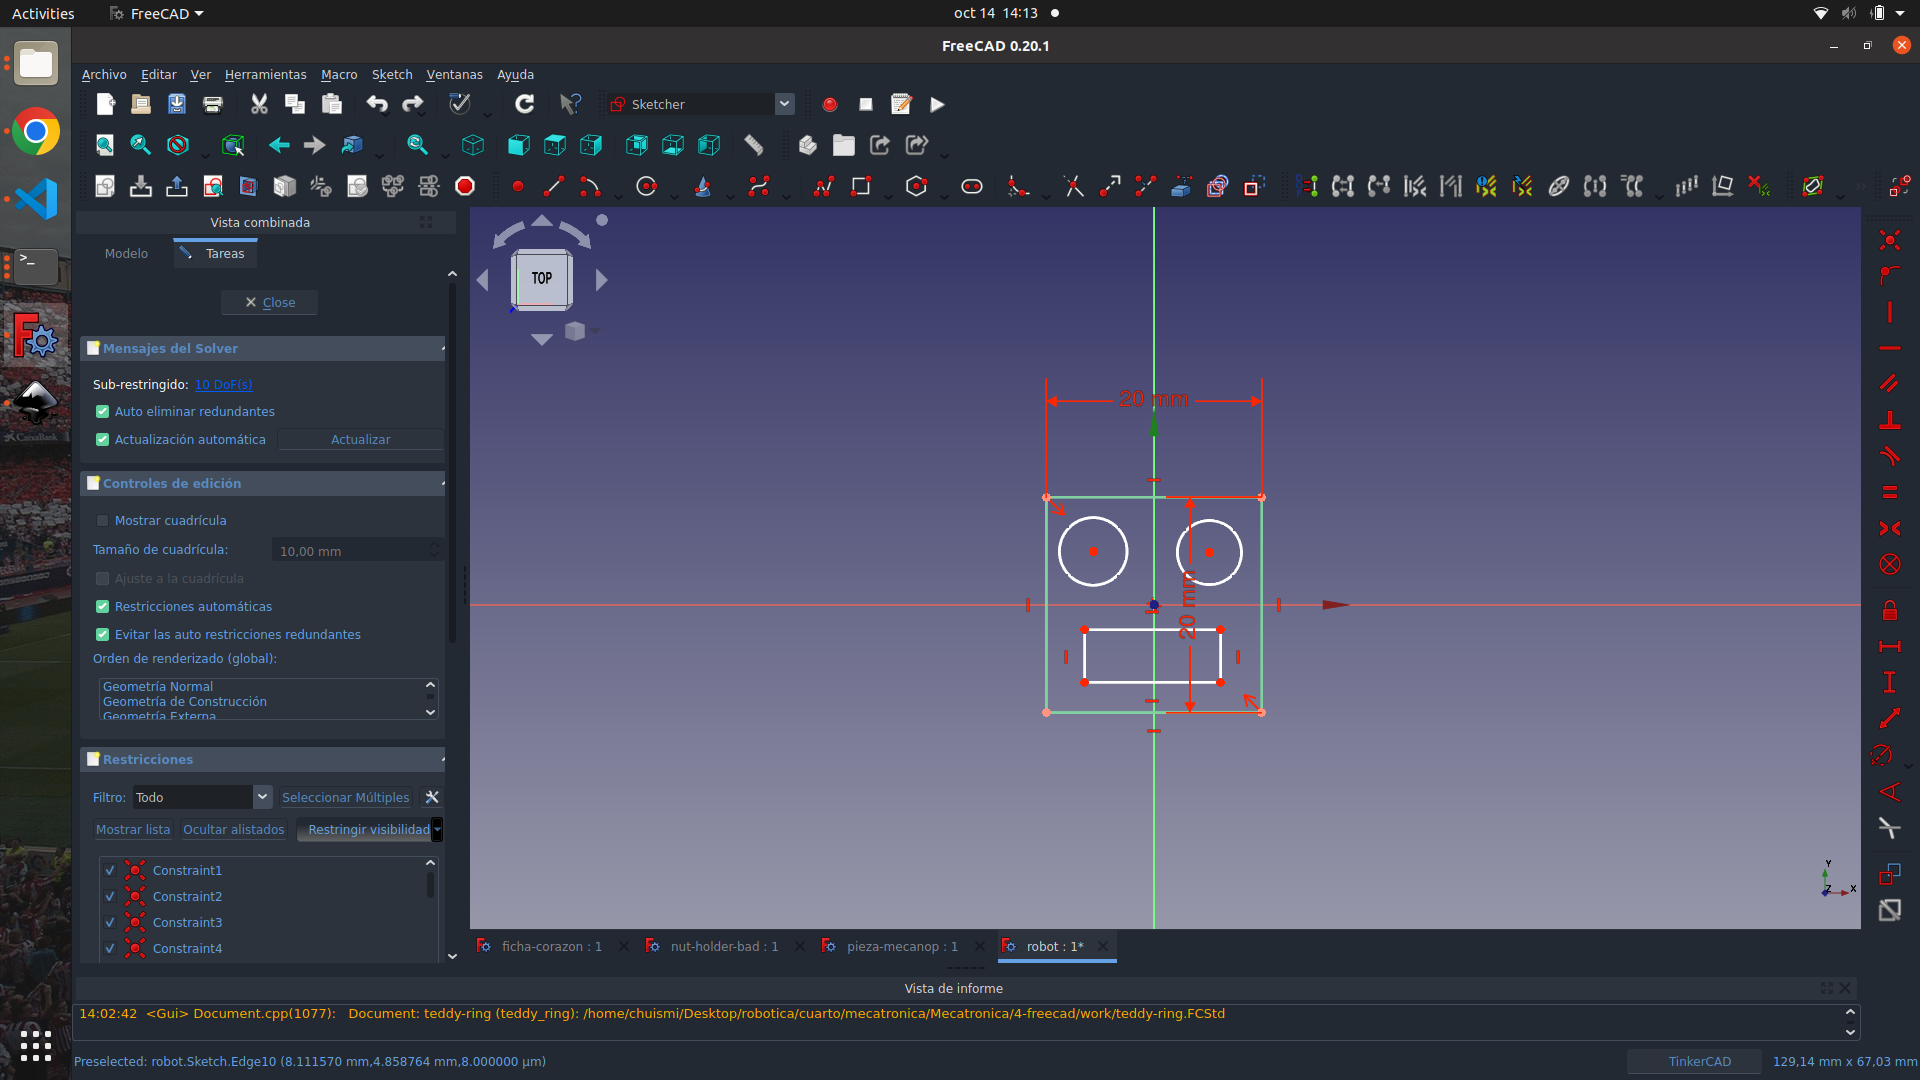 Activities
FreeCAD
oct 14 14:13
FreeCAD 0.20.1
Archivo Editar Ver Herramientas Macro Sketch Ventanas Ayuda
Sketcher
Vista combinada
Modelo Tareas
Close
Mensajes del Solver
Sub-restringido: 10 DoF(s)
Auto eliminar redundantes
Actualización automática Actualizar
Controles de edición
Mostrar cuadrícula
Tamaño de cuadrícula: 10,00 mm
Ajuste a la cuadrícula
Restricciones automáticas
Evitar las auto restricciones redundantes
Orden de renderizado (global):
Geometría Normal
Geometría de Construcción
Geometría Externa
Restricciones
Filtro: Todo Seleccionar Múltiples
Mostrar lista Ocultar alistados Restringir visibilidad
Constraint1
Constraint2
Constraint3
Constraint4
TOP
20 mm
20 mm
Y
Z X
CaixaBank
ficha-corazon : 1 nut-holder-bad : 1 pieza-mecanop : 1 robot : 1*
Vista de informe
14:02:42 <Gui> Document.cpp(1077): Document: teddy-ring (teddy_ring): /home/chuismi/Desktop/robotica/cuarto/mecatronica/Mecatronica/4-freecad/work/teddy-ring.FCStd
Preselected: robot.Sketch.Edge10 (8.111570 mm,4.858764 mm,8.000000 µm)
TinkerCAD 129,14 mm x 67,03 mm